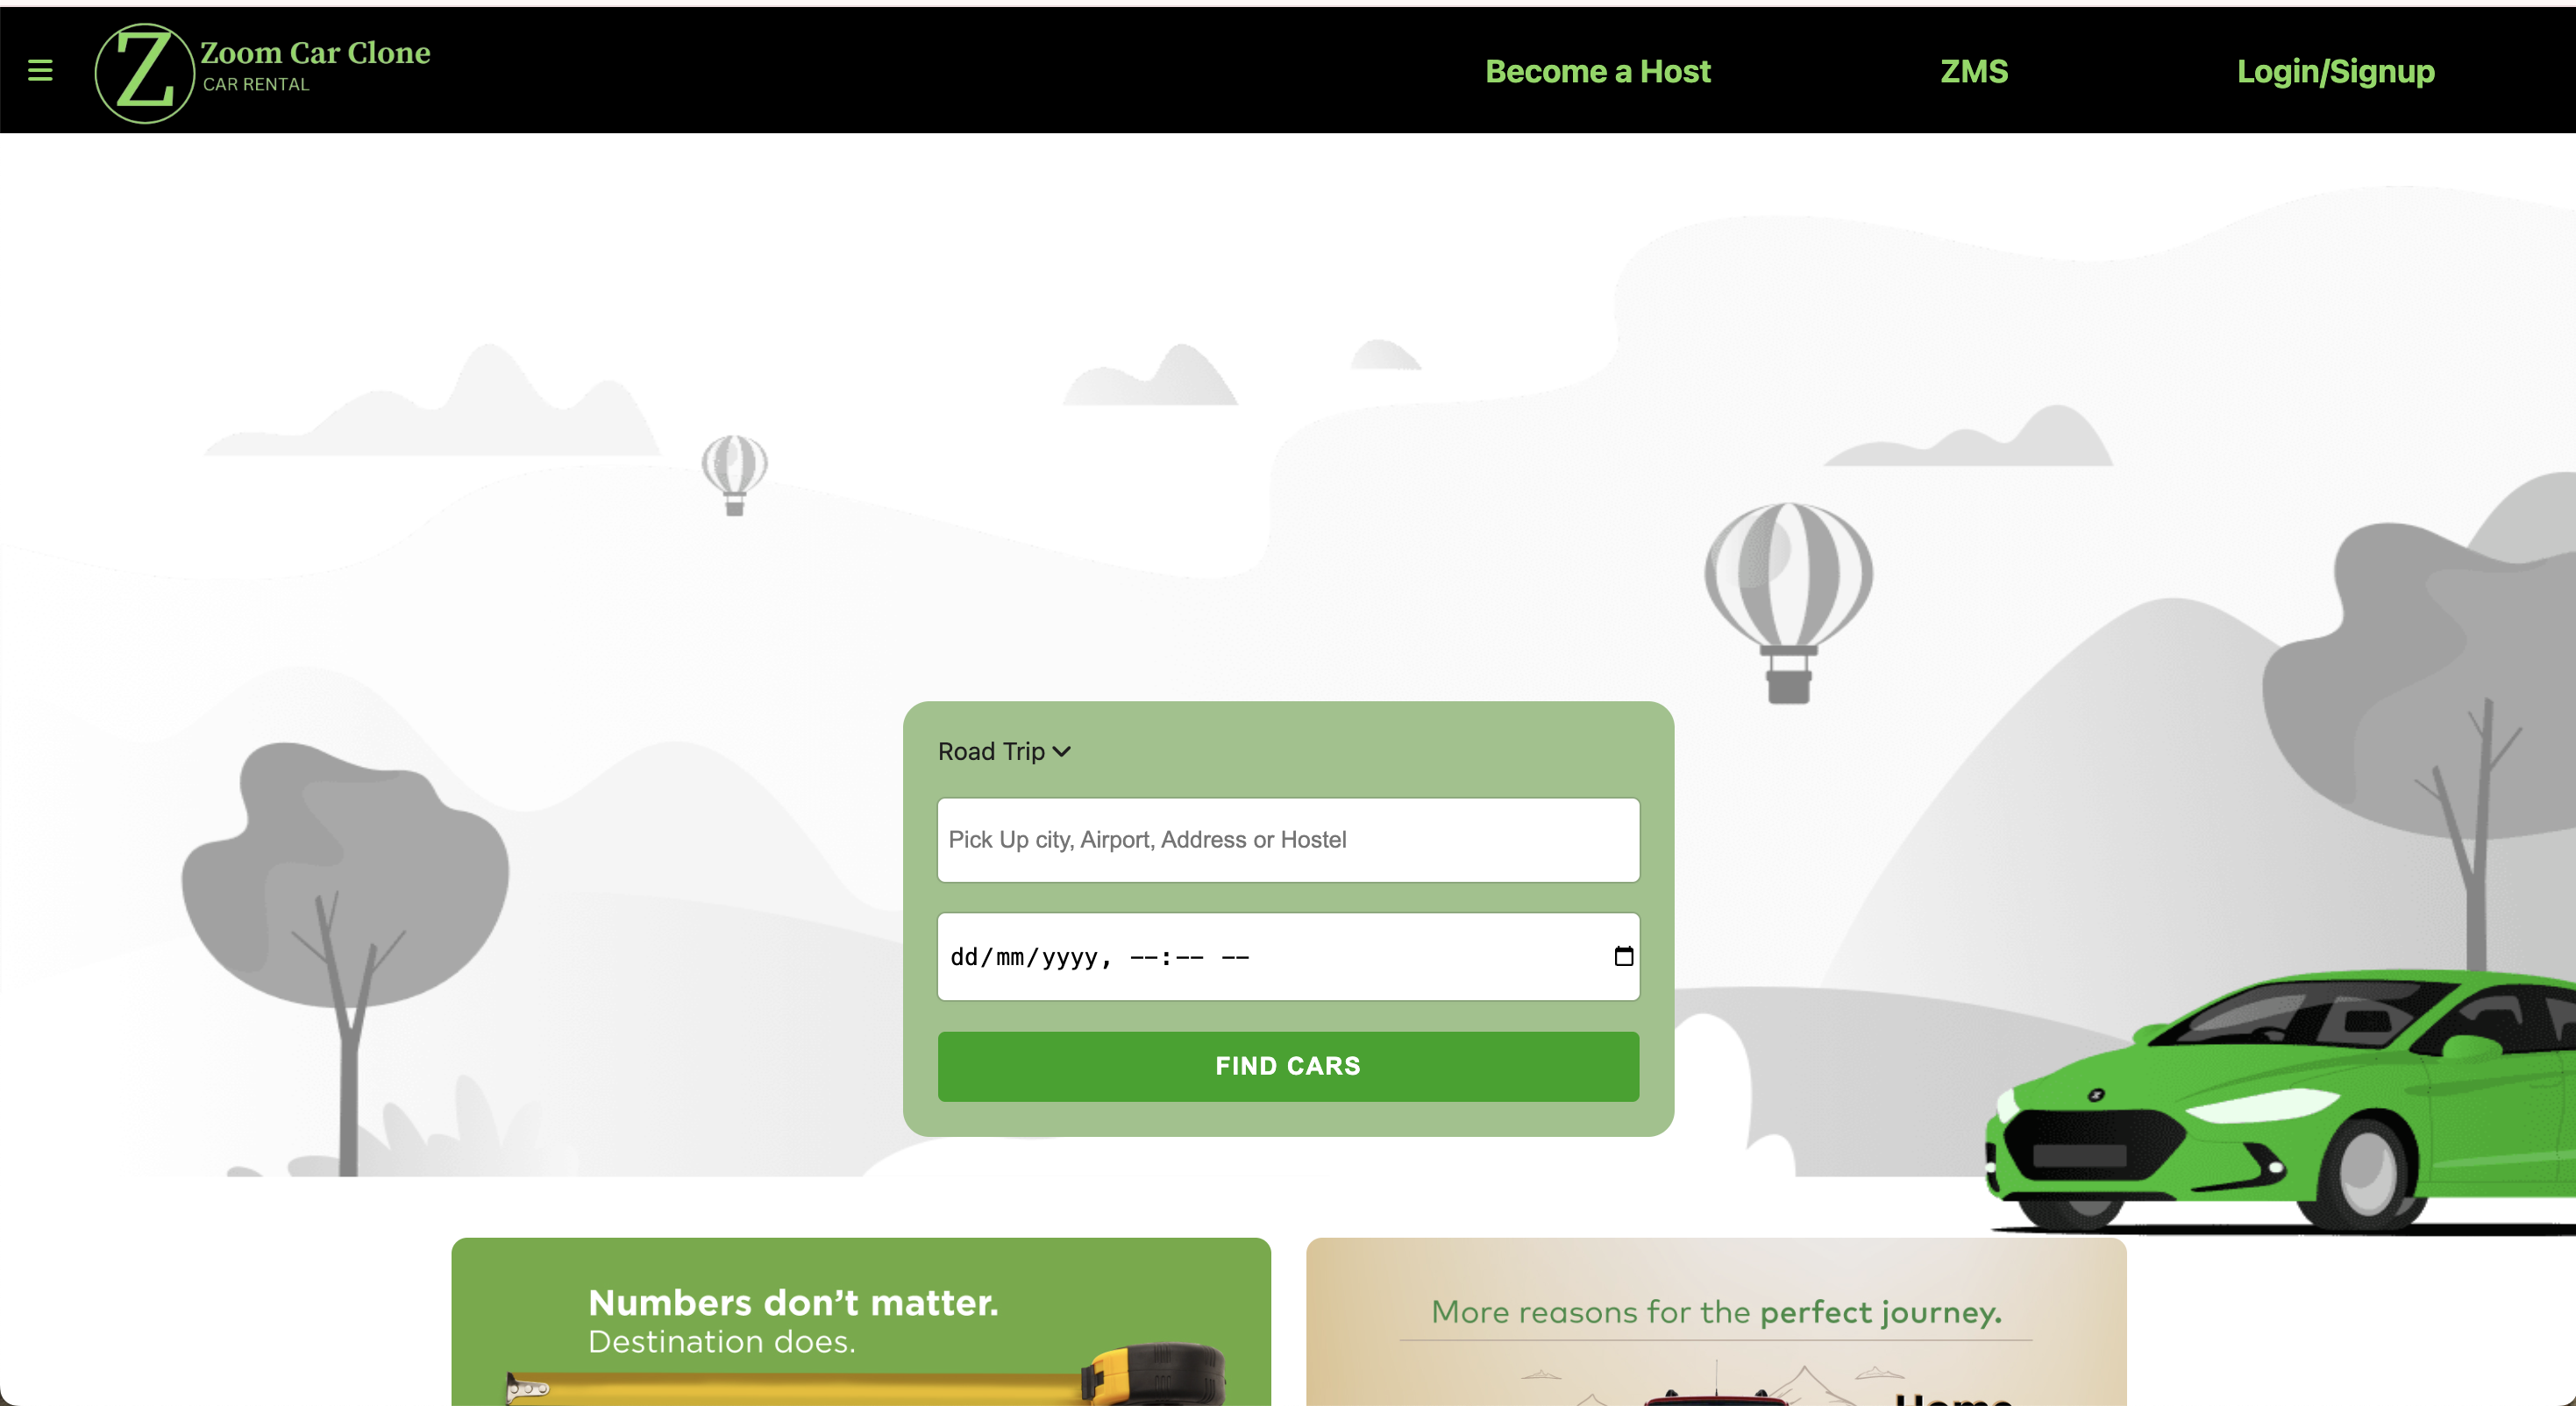 Z
Zoom Car Clone
CAR RENTAL
Become a Host
ZMS
Login/Signup
Road Trip
Pick Up city, Airport, Address or Hostel
dd/mm/yyyy, --:-- --
FIND CARS
Numbers don’t matter.
Destination does.
More reasons for the perfect journey.
Home